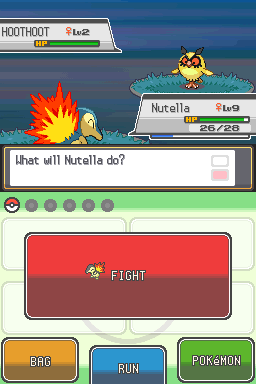 HOOTHOOT ♀Lv2
HP
Nutella ♀Lv9
HP
26/28
What will Nutella do?
FIGHT
BAG
RUN
POKéMON